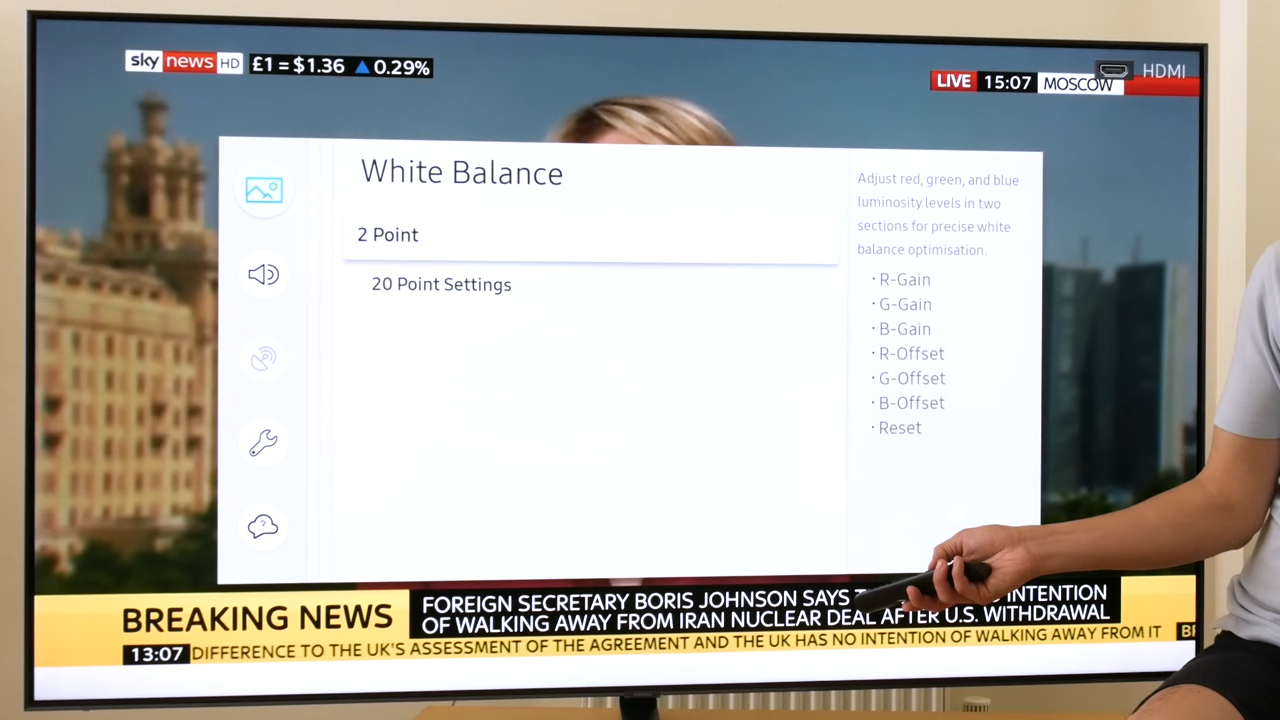 sky news HD £1 = $1.36 ▲ 0.29%
HDMI
LIVE 15:07 MOSCOW
White Balance
2 Point
20 Point Settings
Adjust red, green, and blue
luminosity levels in two
sections for precise white
balance optimisation.
· R-Gain
· G-Gain
· B-Gain
· R-Offset
· G-Offset
· B-Offset
· Reset
?
BREAKING NEWS
FOREIGN SECRETARY BORIS JOHNSON SAYS INTENTION
OF WALKING AWAY FROM IRAN NUCLEAR DEAL AFTER U.S. WITHDRAWAL
13:07 DIFFERENCE TO THE UK'S ASSESSMENT OF THE AGREEMENT AND THE UK HAS NO INTENTION OF WALKING AWAY FROM IT